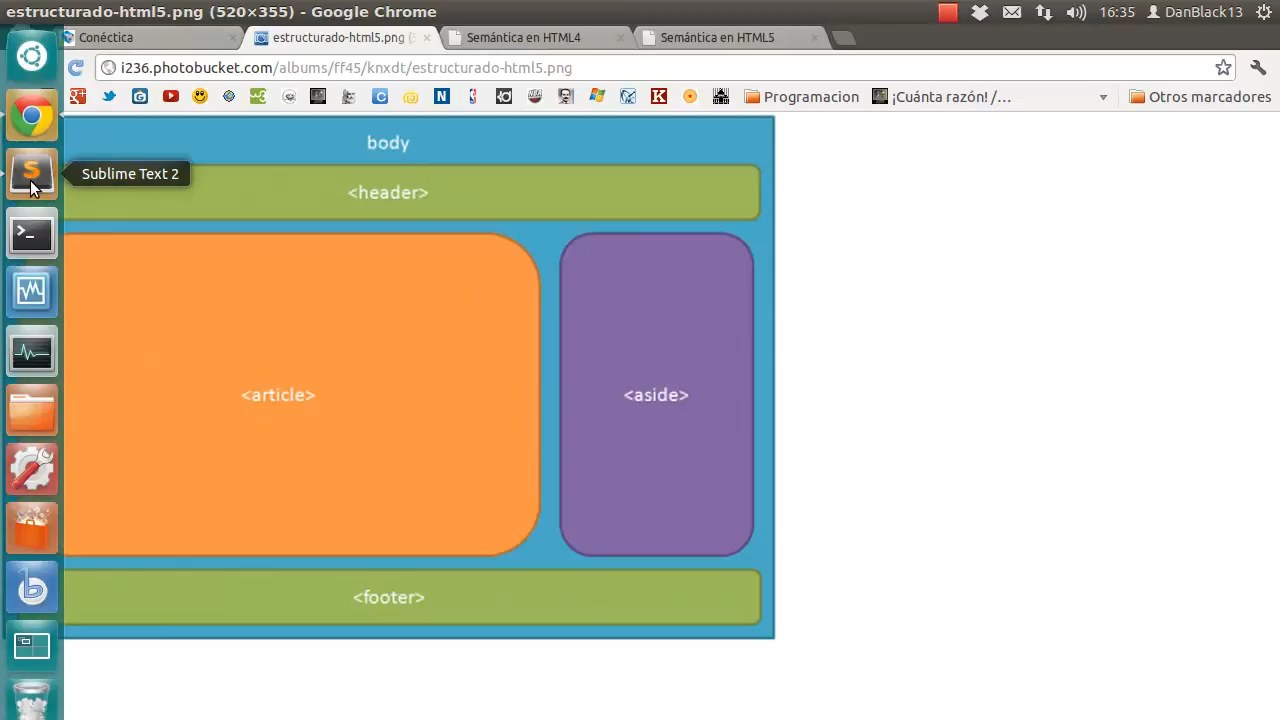 estructurado-html5.png (520×355) - Google Chrome
16:35
DanBlack13
Conéctica
estructurado-html5.png (
Semántica en HTML4
Semántica en HTML5
i236.photobucket.com/albums/ff45/knxdt/estructurado-html5.png
Programacion
¡Cuánta razón! /...
Otros marcadores
body
Sublime Text 2
<header>
<article>
<aside>
<footer>